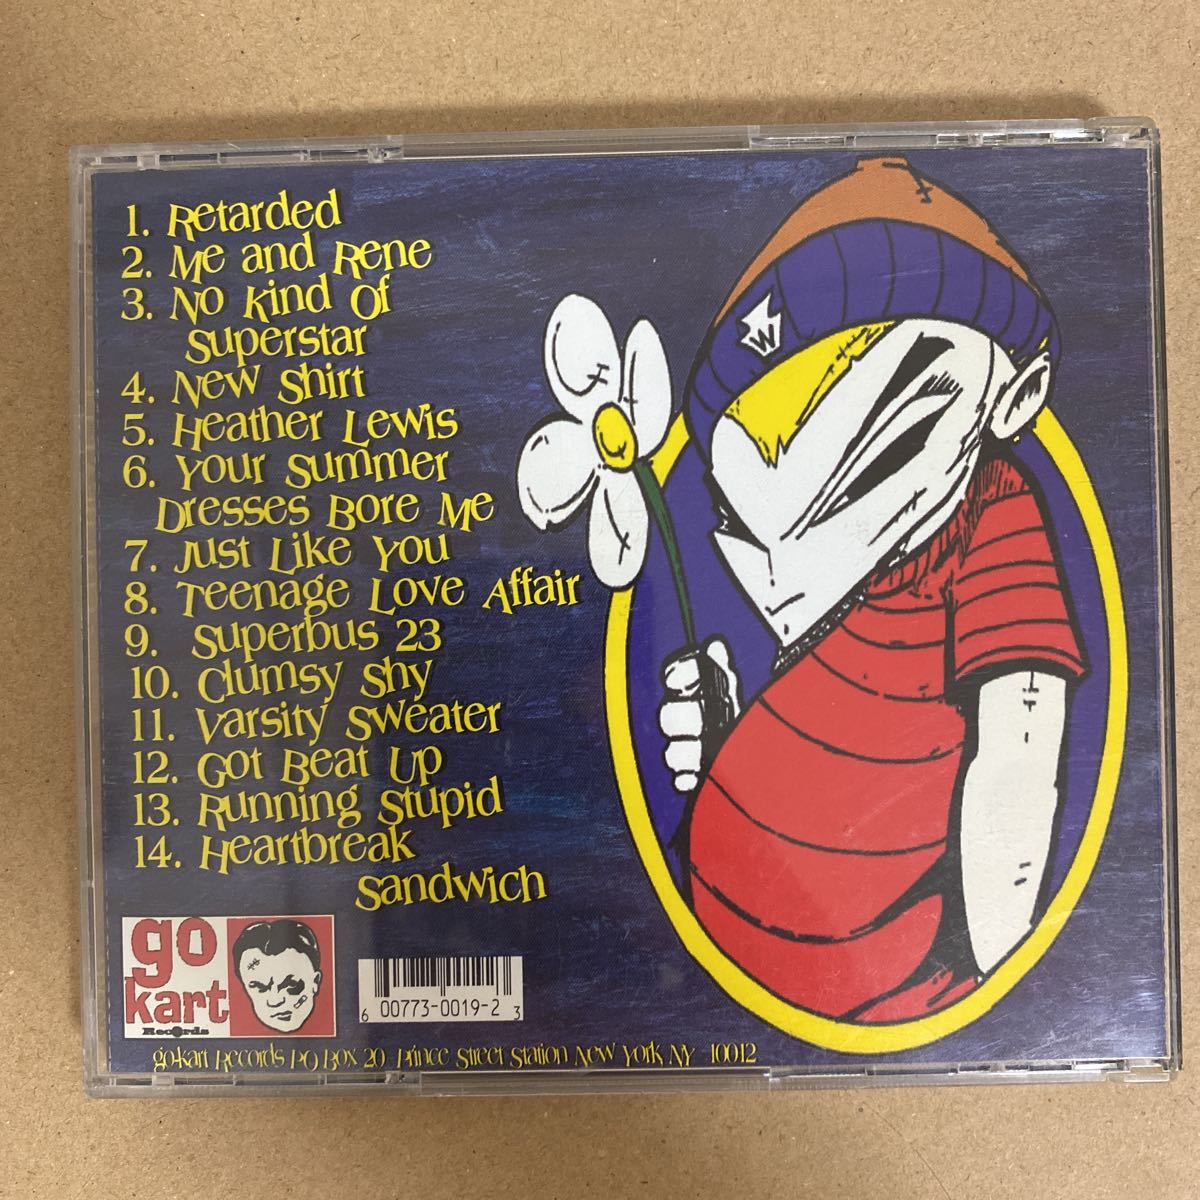 1. Retarded
2. Me and Rene
3. No Kind Of
Superstar
4. New Shirt
5. Heather Lewis
6. Your Summer
Dresses Bore Me
7. Just Like You
8. Teenage Love Affair
9. Superbus 23
10. Clumsy Shy
11. Varsity Sweater
12. Got Beat Up
13. Running Stupid
14. Heartbreak
Sandwich
W
go
kart
Records
6 00773-0019-2 3
go-kart Records PO Box 20 Prince Street Station New York NY 10012